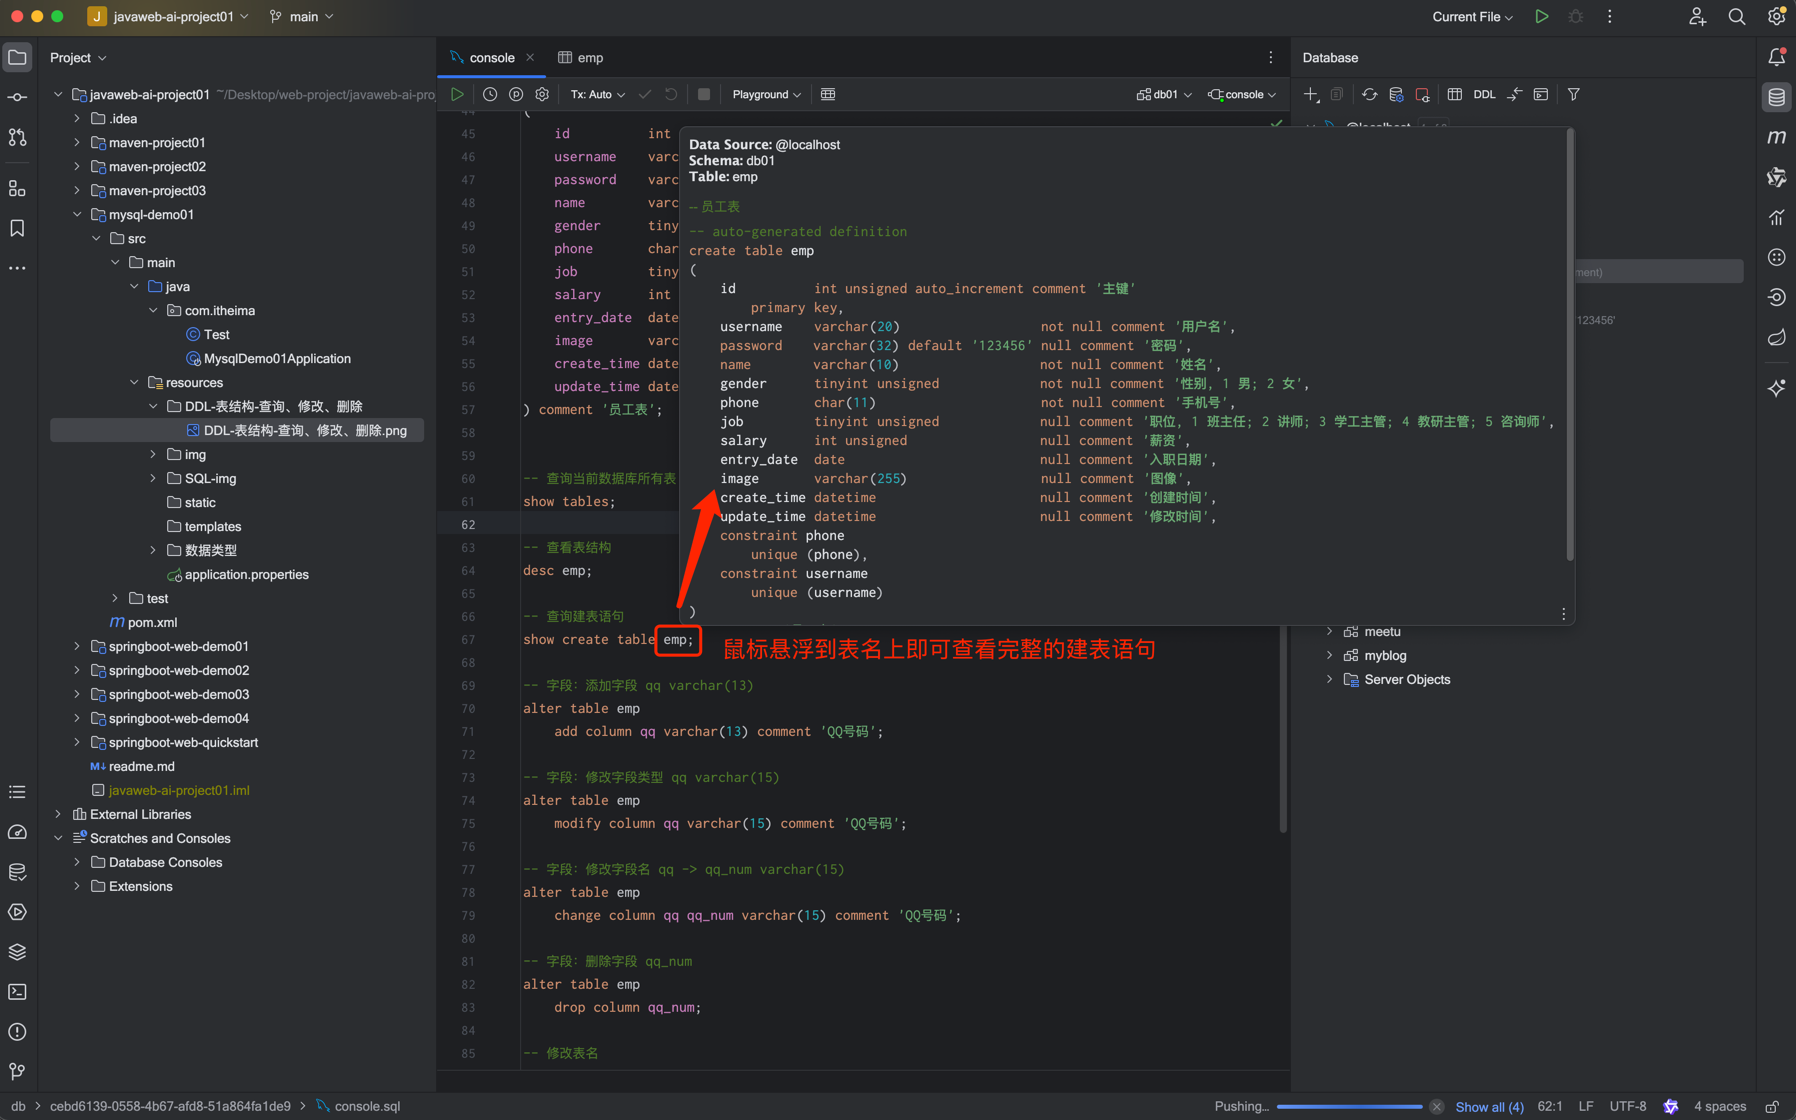 javaweb-ai-project01
main
Current File
Project
javaweb-ai-project01 ~/Desktop/web-project/javaweb-ai-pro
.idea
maven-project01
maven-project02
maven-project03
mysql-demo01
src
main
java
com.itheima
Test
MysqlDemo01Application
resources
DDL-表结构-查询、修改、删除
DDL-表结构-查询、修改、删除.png
img
SQL-img
static
templates
数据类型
application.properties
test
pom.xml
springboot-web-demo01
springboot-web-demo02
springboot-web-demo03
springboot-web-demo04
springboot-web-quickstart
readme.md
javaweb-ai-project01.iml
External Libraries
Scratches and Consoles
Database Consoles
Extensions
console
emp
Tx: Auto
Playground
db01
console
44 (
45 id int
46 username varc
47 password varc
48 name varc
49 gender tiny
50 phone char
51 job tiny
52 salary int
53 entry_date date
54 image varc
55 create_time date
56 update_time date
57 ) comment '员工表';
58
59
60 -- 查询当前数据库所有表
61 show tables;
62
63 -- 查看表结构
64 desc emp;
65
66 -- 查询建表语句
67 show create table emp;
68
69 -- 字段: 添加字段 qq varchar(13)
70 alter table emp
71 add column qq varchar(13) comment 'QQ号码';
72
73 -- 字段: 修改字段类型 qq varchar(15)
74 alter table emp
75 modify column qq varchar(15) comment 'QQ号码';
76
77 -- 字段: 修改字段名 qq -> qq_num varchar(15)
78 alter table emp
79 change column qq qq_num varchar(15) comment 'QQ号码';
80
81 -- 字段: 删除字段 qq_num
82 alter table emp
83 drop column qq_num;
84
85 -- 修改表名
Data Source: @localhost
Schema: db01
Table: emp
-- 员工表
-- auto-generated definition
create table emp
(
id int unsigned auto_increment comment '主键'
primary key,
username varchar(20) not null comment '用户名',
password varchar(32) default '123456' null comment '密码',
name varchar(10) not null comment '姓名',
gender tinyint unsigned not null comment '性别, 1 男; 2 女',
phone char(11) not null comment '手机号',
job tinyint unsigned null comment '职位, 1 班主任; 2 讲师; 3 学工主管; 4 教研主管; 5 咨询师',
salary int unsigned null comment '薪资',
entry_date date null comment '入职日期',
image varchar(255) null comment '图像',
create_time datetime null comment '创建时间',
update_time datetime null comment '修改时间',
constraint phone
unique (phone),
constraint username
unique (username)
)
鼠标悬浮到表名上即可查看完整的建表语句
Database
DDL
ment)
123456'
meetu
myblog
Server Objects
db
cebd6139-0558-4b67-afd8-51a864fa1de9
console.sql
Pushing...
Show all (4)
62:1
LF
UTF-8
4 spaces